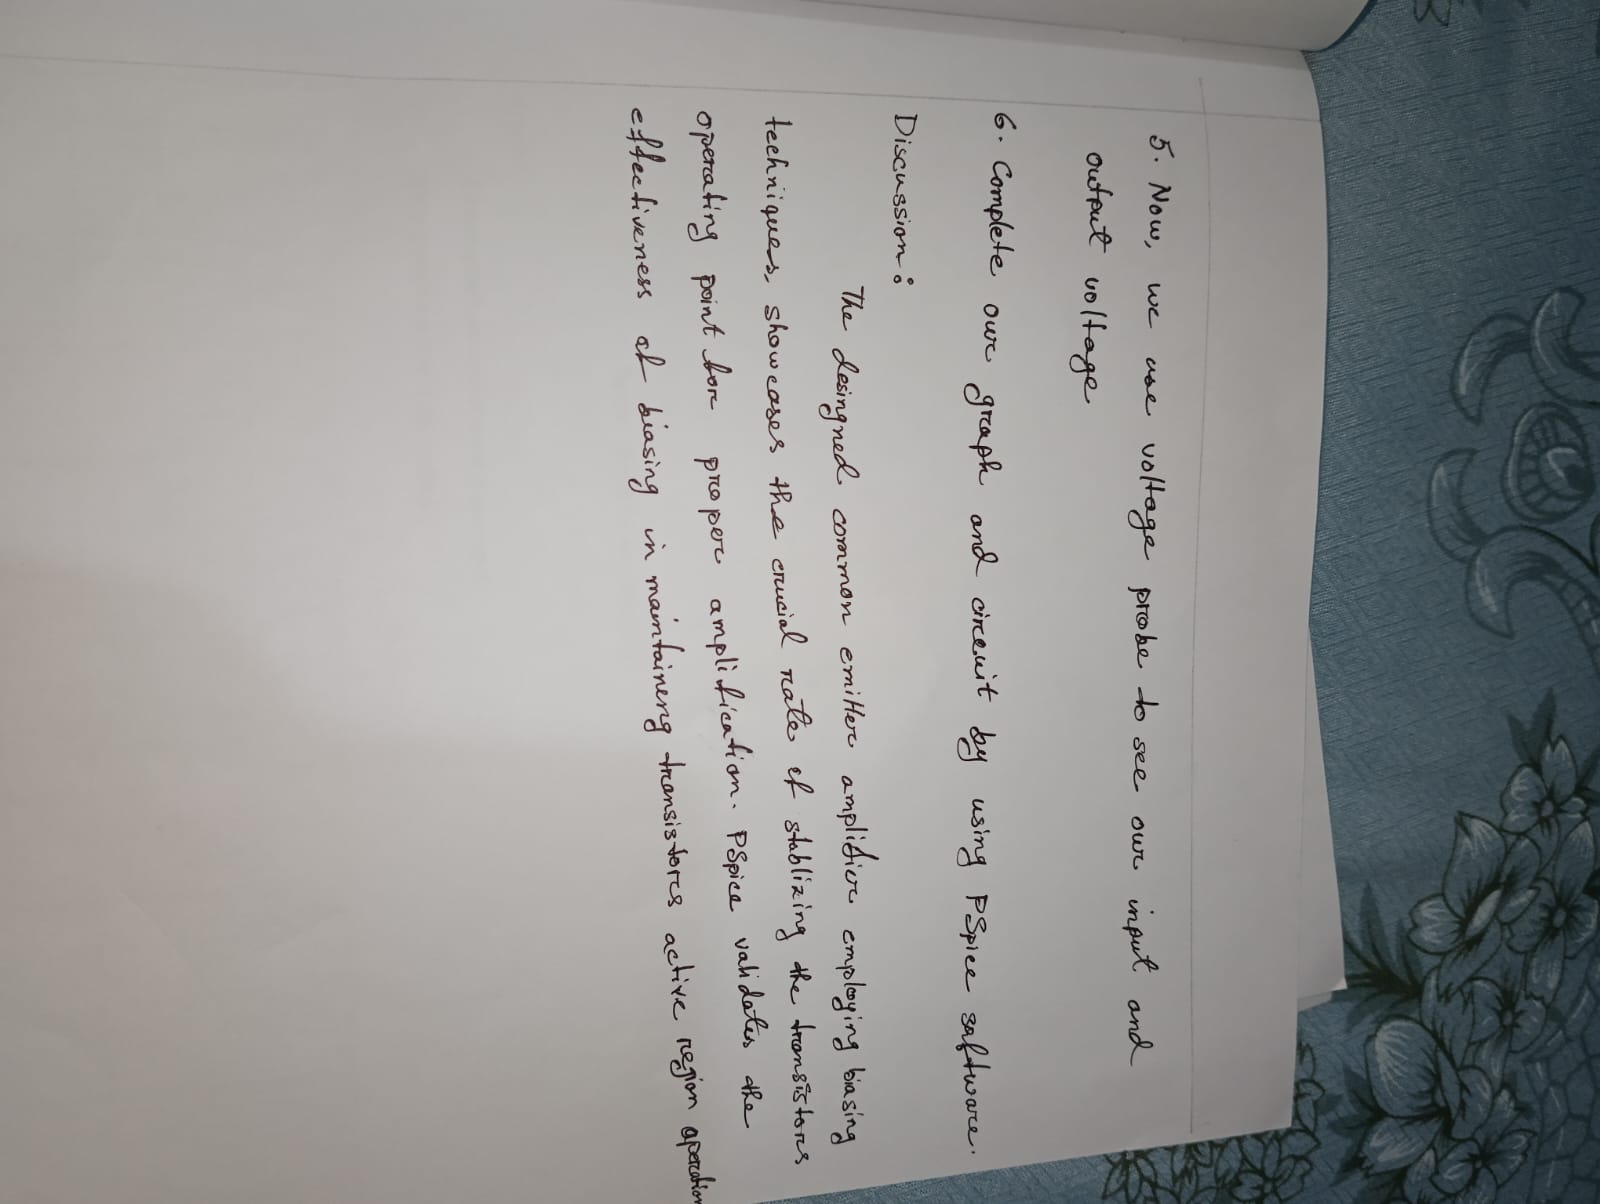 5. Now, we use voltage probe to see our input and
output voltage
6. Complete our graph and circuit by using PSpice software.
Discussion:
The desingned common emitter amplifier employing biasing
techniques, showcases the crucial rate of stablizing the transistors
operating point for proper amplification. PSpice validates the
effectiveness of biasing in maintaineng transistors active region operation